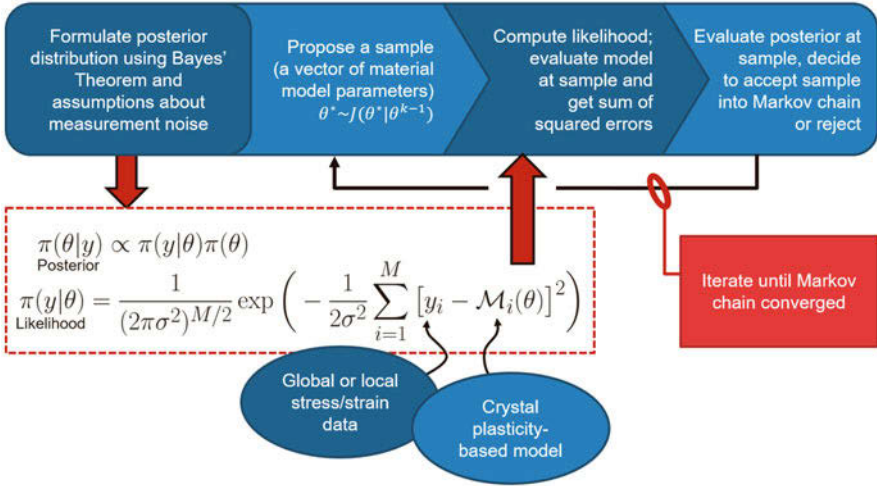 Formulate posterior
distribution using Bayes'
Theorem and
assumptions about
measurement noise
Propose a sample
(a vector of material
model parameters)
θ*~J(θ*|θᵏ⁻¹)
Compute likelihood;
evaluate model
at sample and
get sum of
squared errors
Evaluate posterior at
sample, decide
to accept sample
into Markov chain
or reject
π(θ|y) ∝ π(y|θ)π(θ)
Posterior
π(y|θ) = 1/(2πσ²)^{M/2} exp( - 1/2σ² ∑_{i=1}^{M} [y_i − ℳ_i(θ)]² )
Likelihood
Iterate until Markov
chain converged
Global or local
stress/strain
data
Crystal
plasticity-
based model